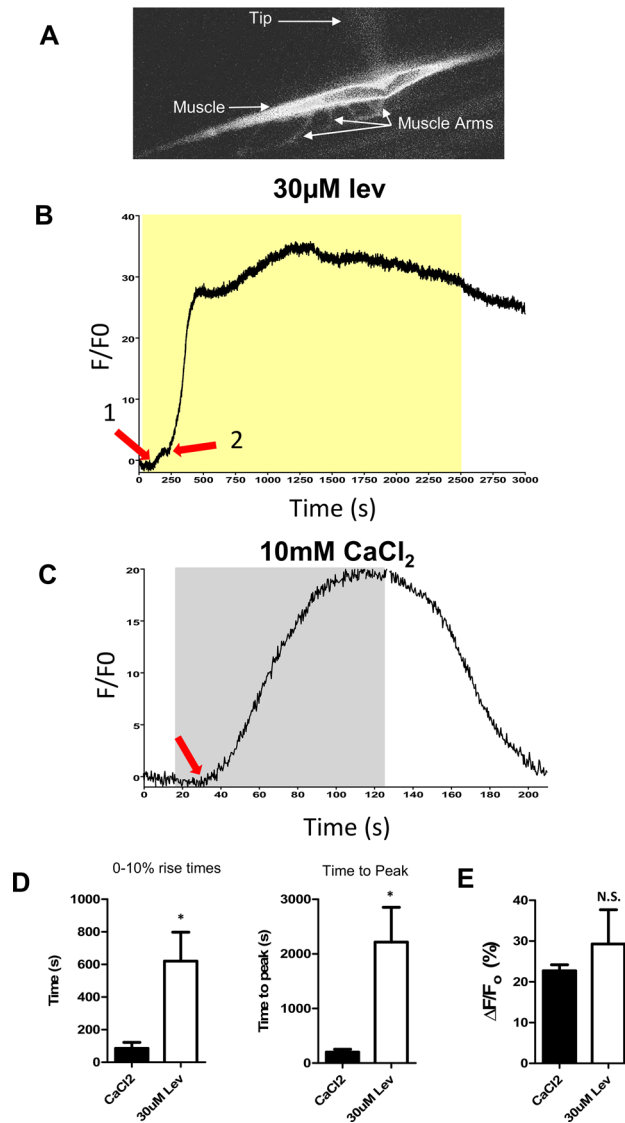 A
Tip
Muscle
Muscle Arms
30µM lev
B
F/F0
40
30
20
10
0
1
2
0 250 500 750 1000 1250 1500 1750 2000 2250 2500 2750 3000
Time (s)
10mM CaCl2
C
F/F0
20
15
10
5
0
0 20 40 60 80 100 120 140 160 180 200
Time (s)
D
0-10% rise times
Time (s)
1000
800
600
400
200
0
*
CaCl2
30uM Lev
Time to Peak
Time to peak (s)
3000
2000
1000
0
*
CaCl2
30uM Lev
E
N.S.
ΔF/Fo (%)
40
30
20
10
0
CaCl2
30uM Lev